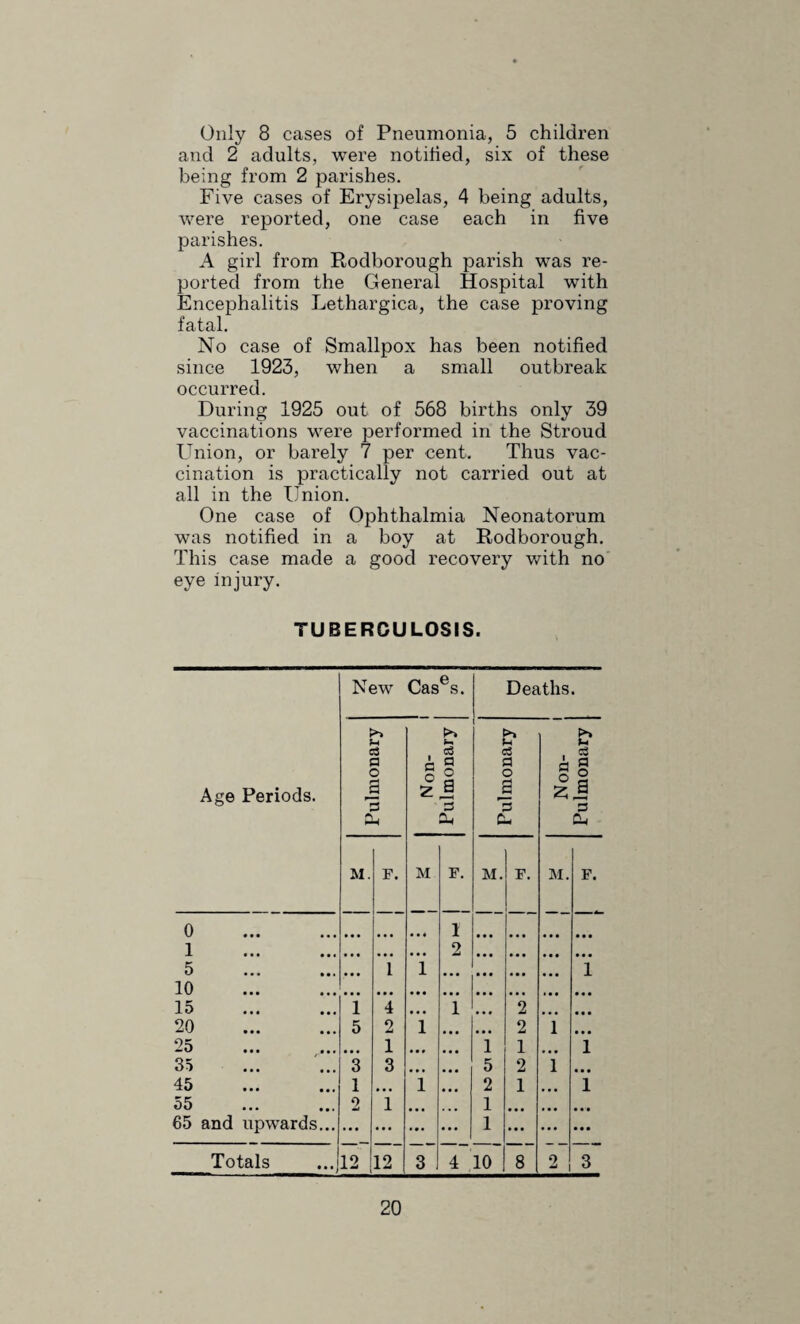 Only 8 cases of Pneumonia, 5 children
and 2 adults, were notified, six of these
being from 2 parishes.
Five cases of Erysipelas, 4 being adults,
were reported, one case each in five
parishes.
A girl from Rodborough parish was re-
ported from the General Hospital with
Encephalitis Lethargica, the case proving
fatal.
No case of Smallpox has been notified
since 1923, when a small outbreak
occurred.
During 1925 out of 568 births only 39
vaccinations were performed in the Stroud
Union, or barely 7 per cent. Thus vac-
cination is practically not carried out at
all in the Union.
One case of Ophthalmia Neonatorum
was notified in a boy at Rodborough.
This case made a good recovery with no
eye injury.
TUBERCULOSIS.
New Cases. Deaths.
Age Periods. Pulmonary Non-Pulmonary Pulmonary Non-Pulmonary
M. F. M F. M. F. M. F.
0 ... ... ... ... ... 1 ... ... ... ...
1 ... ... ... ... ... 2 ... ... ... ...
5 ... ... ... 1 1 ... ... ... ... 1
10 ... ... ... ... ... ... ... ... ... ...
15 ... ... 1 4 ... 1 ... 2 ... ...
20 ... ... 5 2 1 ... ... 2 1 ...
25 ... ... ... 1 ... ... 1 1 ... 1
35 ... ... 3 3 ... ... 5 2 1 ...
45 ... ... 1 ... 1 ... 2 1 ... 1
55 ... ... 2 1 ... ... 1 ... ... ...
65 and upwards... ... ... ... ... 1 ... ... ...
Totals ... 12 12 3 4 10 8 2 3
20